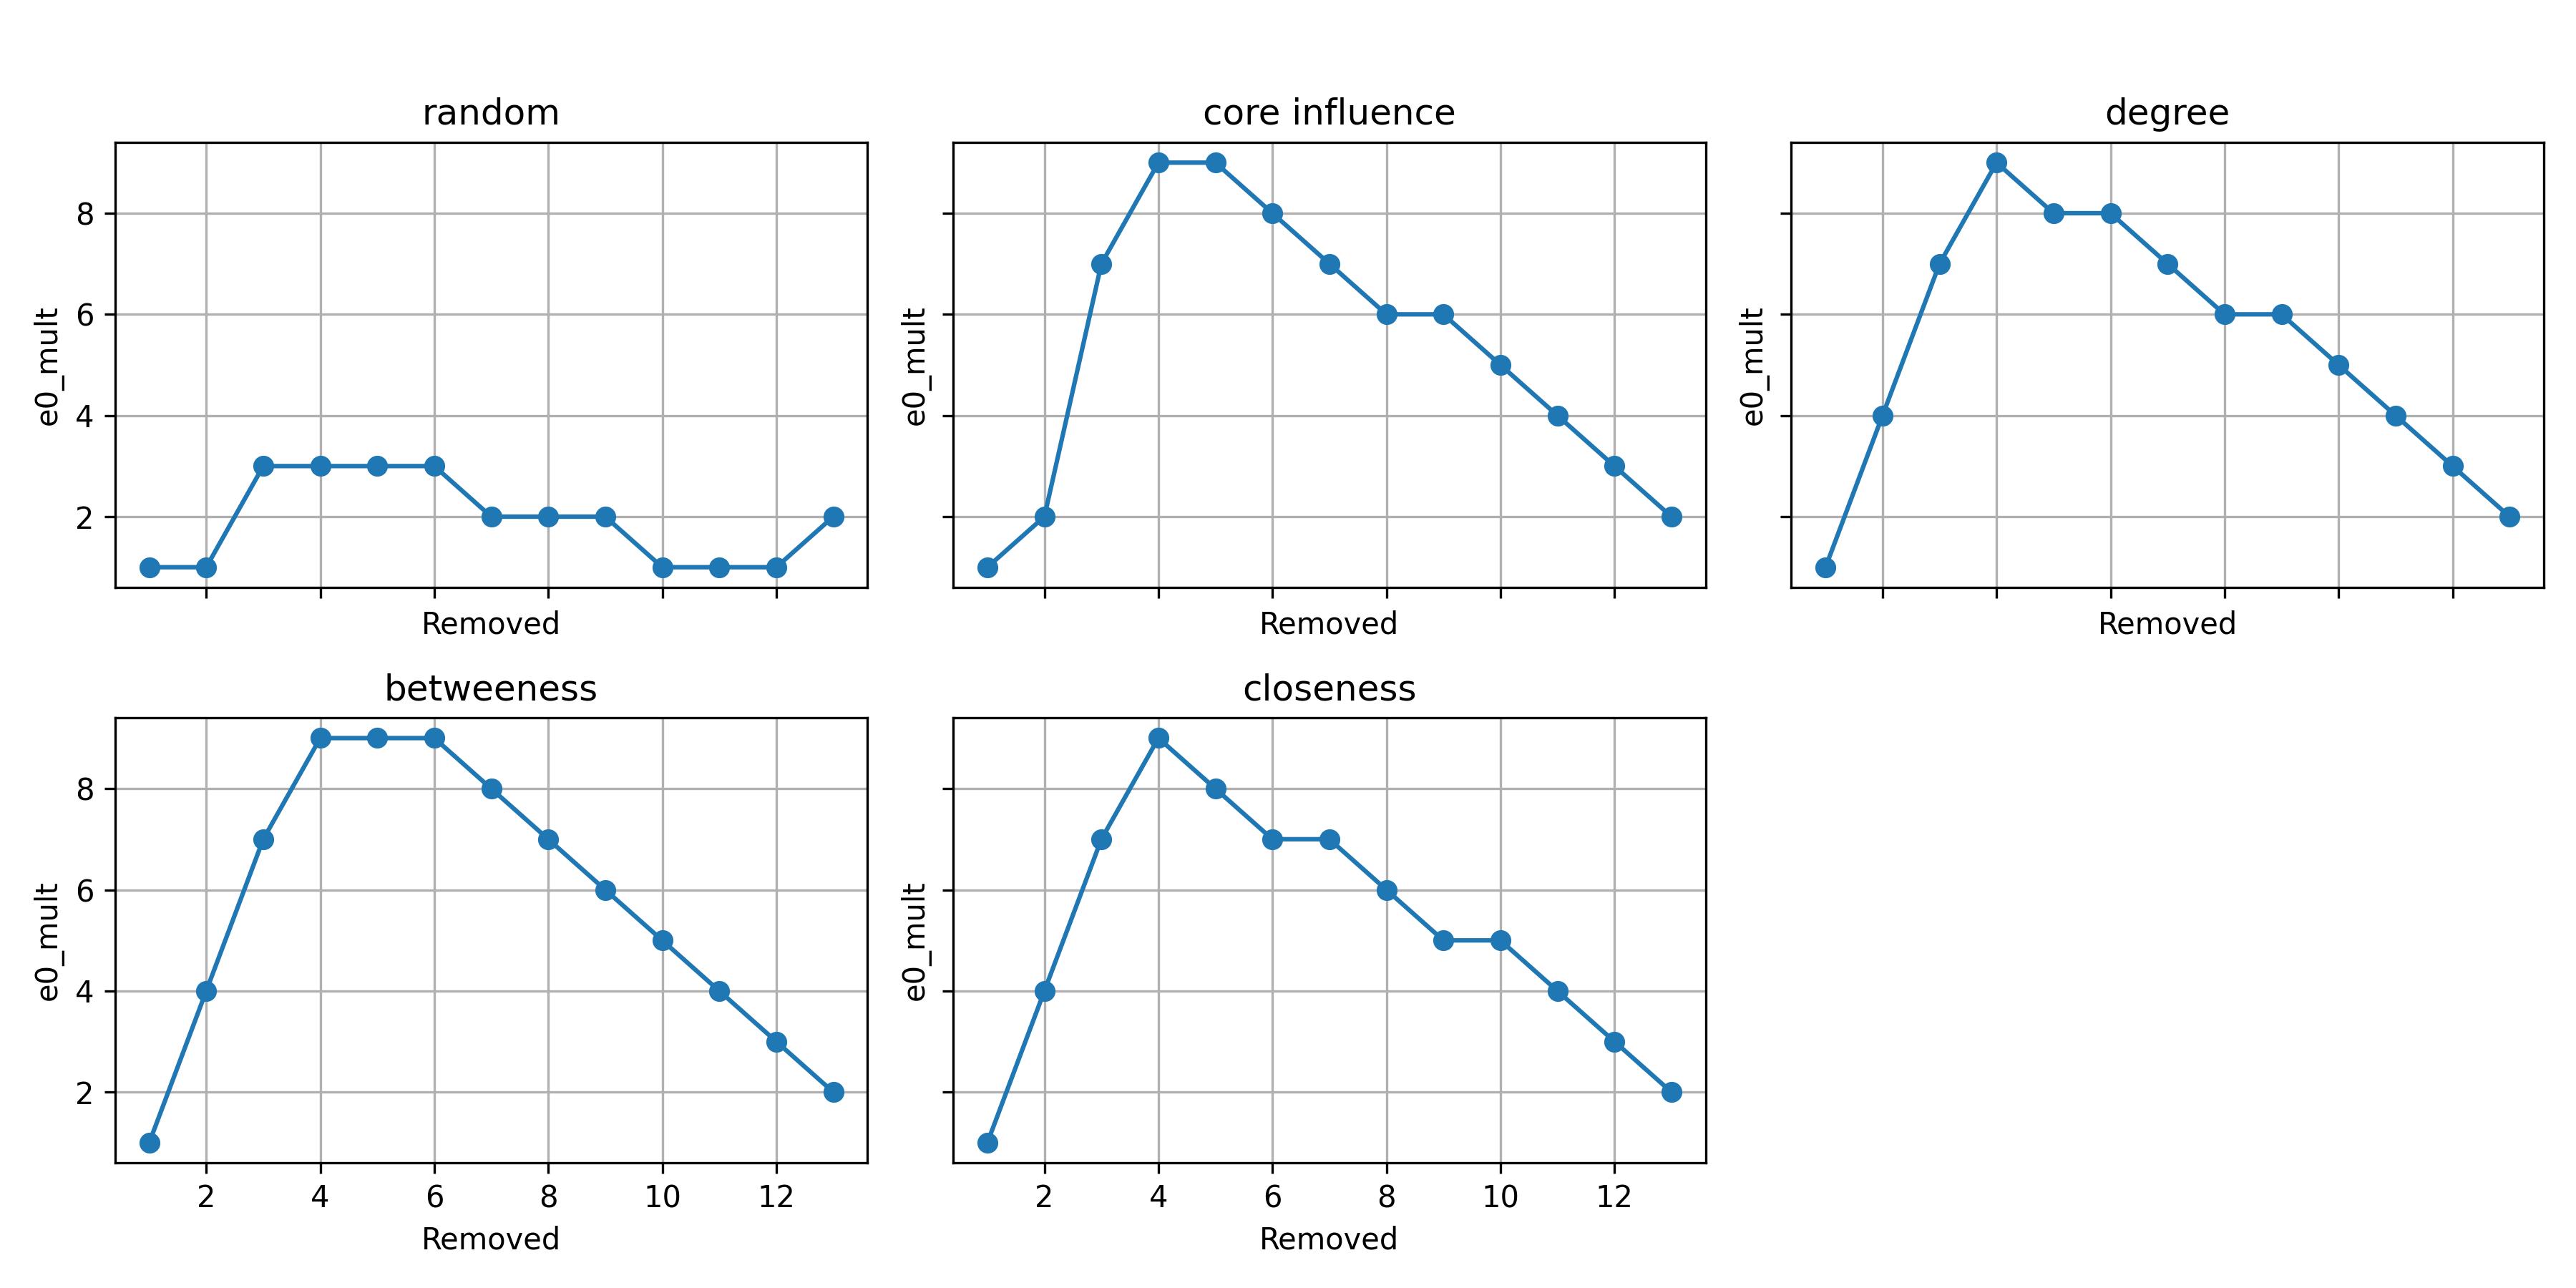 random
core influence
degree
8
6
4
2
e0_mult
e0_mult
e0_mult
Removed
Removed
Removed
betweeness
closeness
8
6
4
2
e0_mult
e0_mult
2 4 6 8 10 12
2 4 6 8 10 12
Removed
Removed